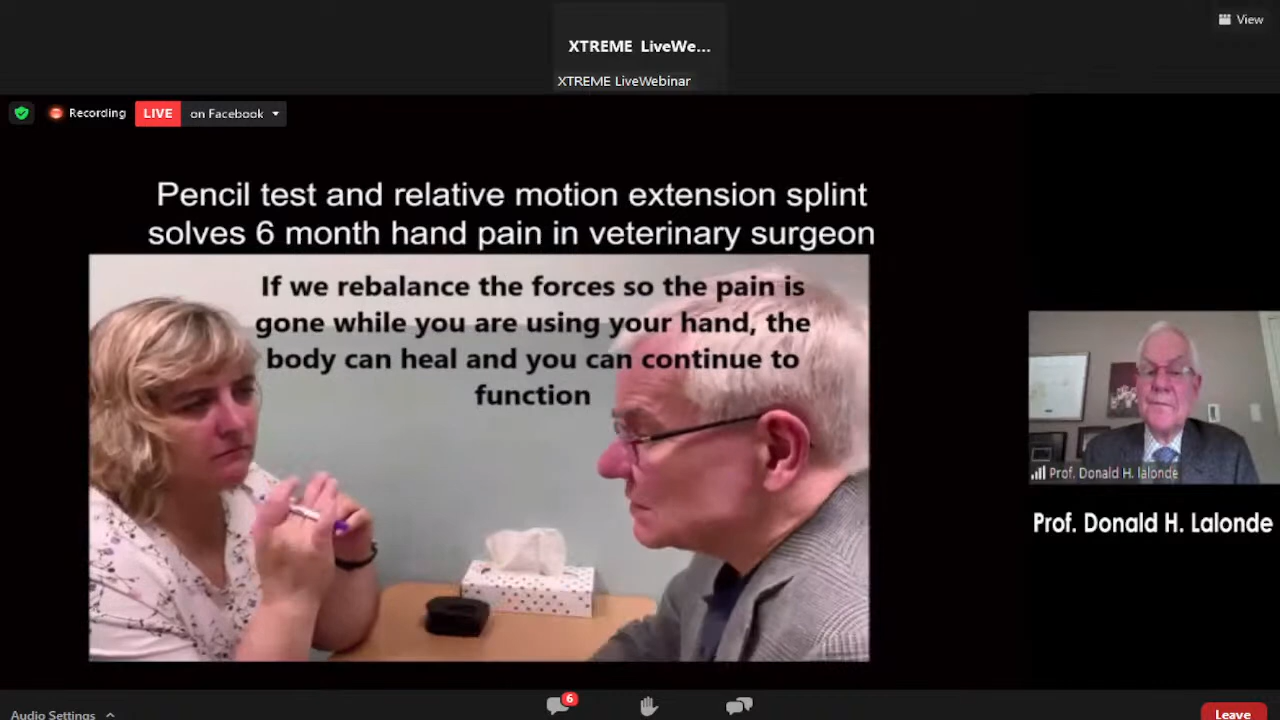 XTREME LiveWe...
View
XTREME LiveWebinar
Recording
LIVE
on Facebook
Pencil test and relative motion extension splint
solves 6 month hand pain in veterinary surgeon
If we rebalance the forces so the pain is
gone while you are using your hand, the
body can heal and you can continue to
function
Prof. Donald H. lalonde
Prof. Donald H. Lalonde
6
Audio Settings
Leave